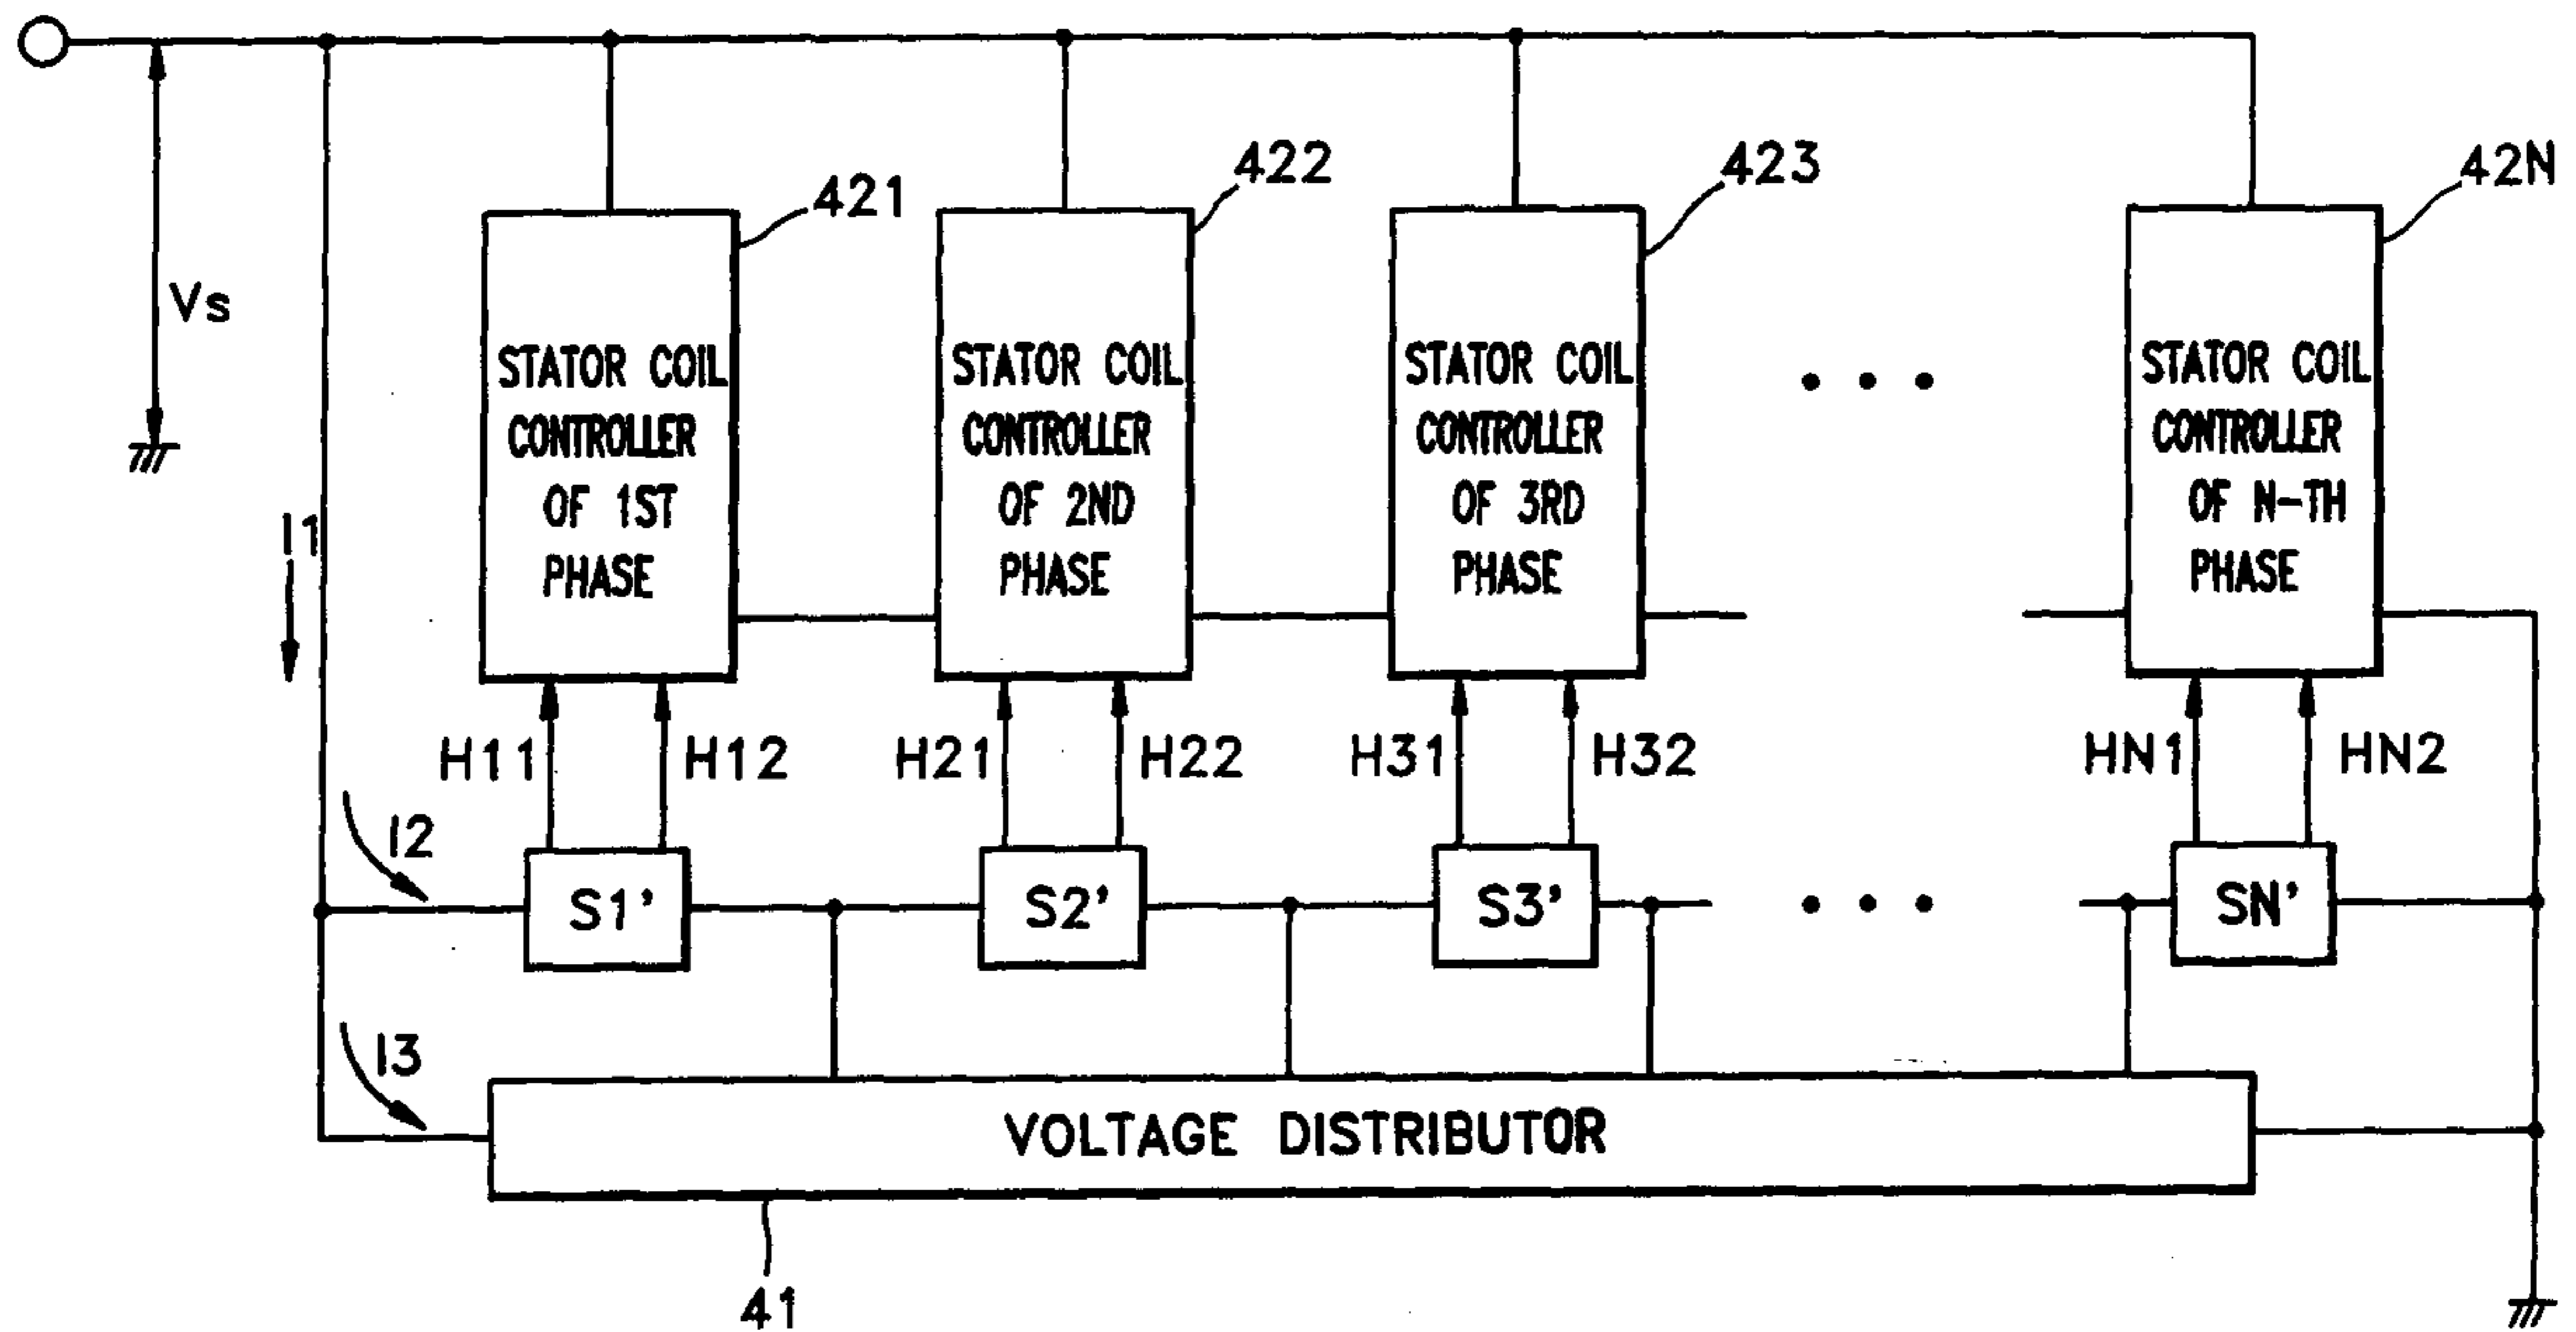 421
422
423
42N
Vs
STATOR COIL
CONTROLLER
OF 1ST
PHASE
STATOR COIL
CONTROLLER
OF 2ND
PHASE
STATOR COIL
CONTROLLER
OF 3RD
PHASE
• • •
STATOR COIL
CONTROLLER
OF N-TH
PHASE
I1
H11
H12
H21
H22
H31
H32
HN1
HN2
I2
S1'
S2'
S3'
• • •
SN'
I3
VOLTAGE DISTRIBUTOR
41